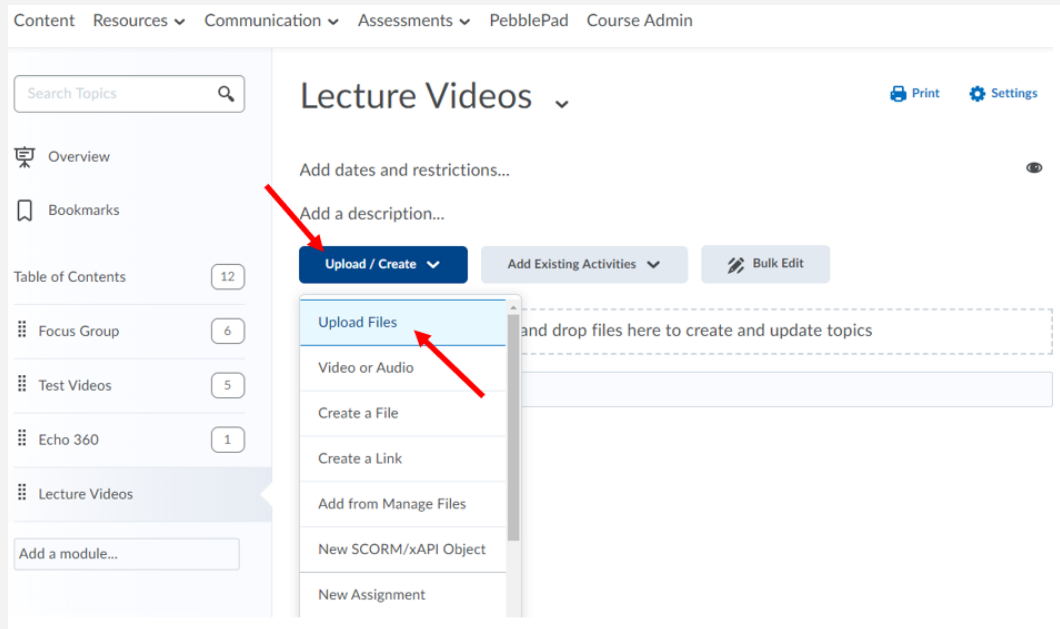 Content Resources Communication Assessments PebblePad Course Admin
Search Topics
Overview
Bookmarks
Table of Contents 12
Focus Group 6
Test Videos 5
Echo 360 1
Lecture Videos
Add a module...
Lecture Videos
Print Settings
Add dates and restrictions...
Add a description...
Upload / Create Add Existing Activities Bulk Edit
Upload Files
Video or Audio
Create a File
Create a Link
Add from Manage Files
New SCORM/xAPI Object
New Assignment
and drop files here to create and update topics